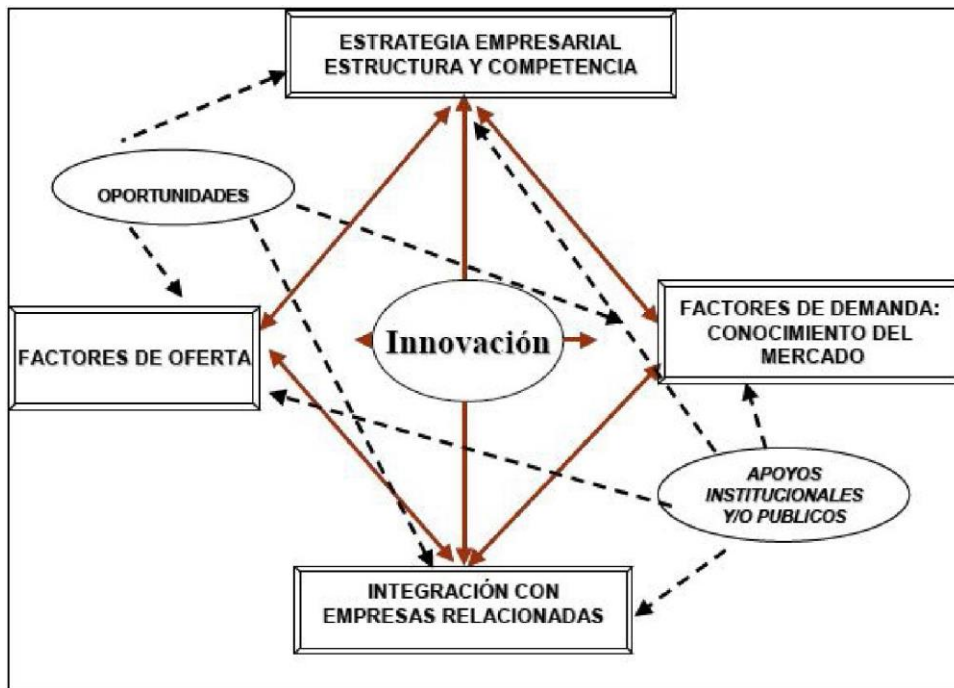 ESTRATEGIA EMPRESARIAL
ESTRUCTURA Y COMPETENCIA
OPORTUNIDADES
FACTORES DE OFERTA
Innovación
FACTORES DE DEMANDA:
CONOCIMIENTO DEL
MERCADO
APOYOS
INSTITUCIONALES
Y/O PUBLICOS
INTEGRACIÓN CON
EMPRESAS RELACIONADAS